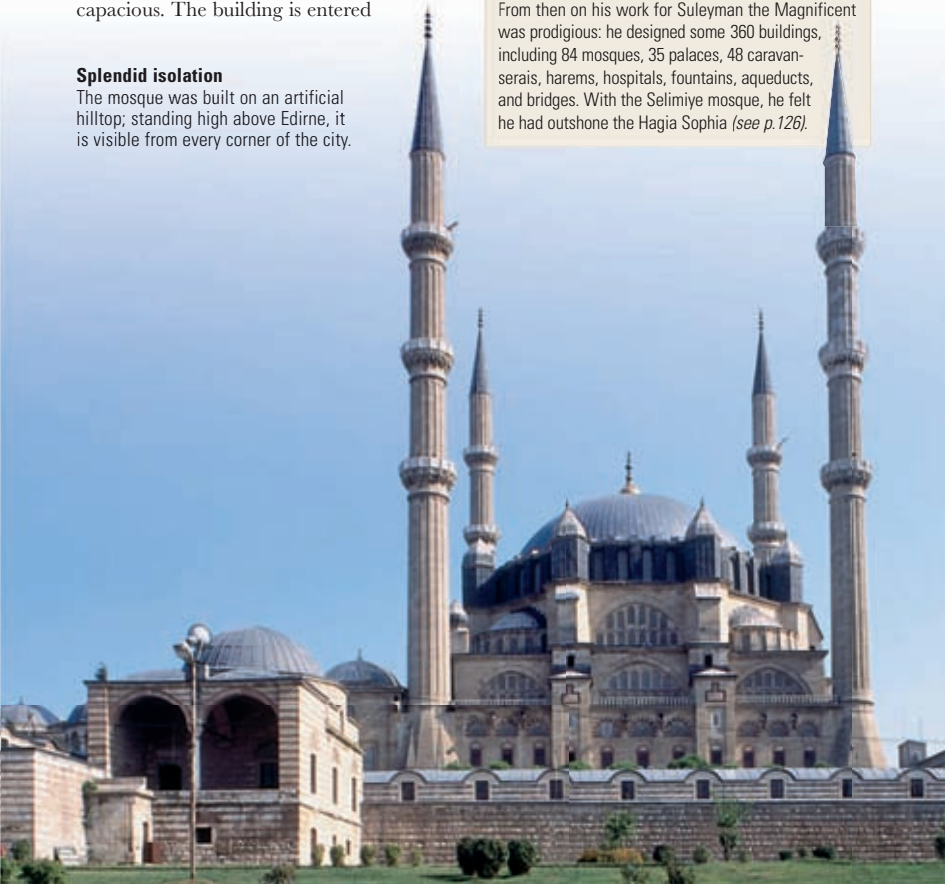 capacious. The building is entered
Splendid isolation
The mosque was built on an artificial
hilltop; standing high above Edirne, it
is visible from every corner of the city.
From then on his work for Suleyman the Magnificent
was prodigious: he designed some 360 buildings,
including 84 mosques, 35 palaces, 48 caravan-
serais, harems, hospitals, fountains, aqueducts,
and bridges. With the Selimiye mosque, he felt
he had outshone the Hagia Sophia (see p.126).